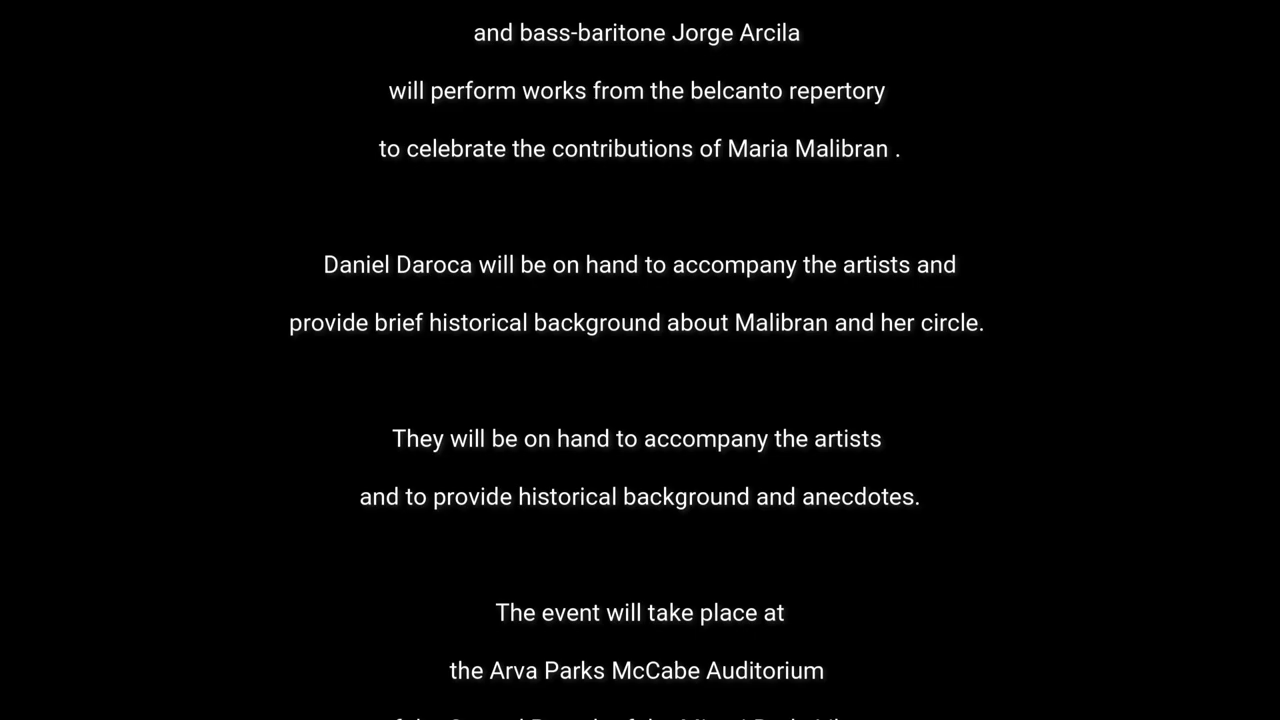 and bass-baritone Jorge Arcila
will perform works from the belcanto repertory
to celebrate the contributions of Maria Malibran .
Daniel Daroca will be on hand to accompany the artists and
provide brief historical background about Malibran and her circle.
They will be on hand to accompany the artists
and to provide historical background and anecdotes.
The event will take place at
the Arva Parks McCabe Auditorium